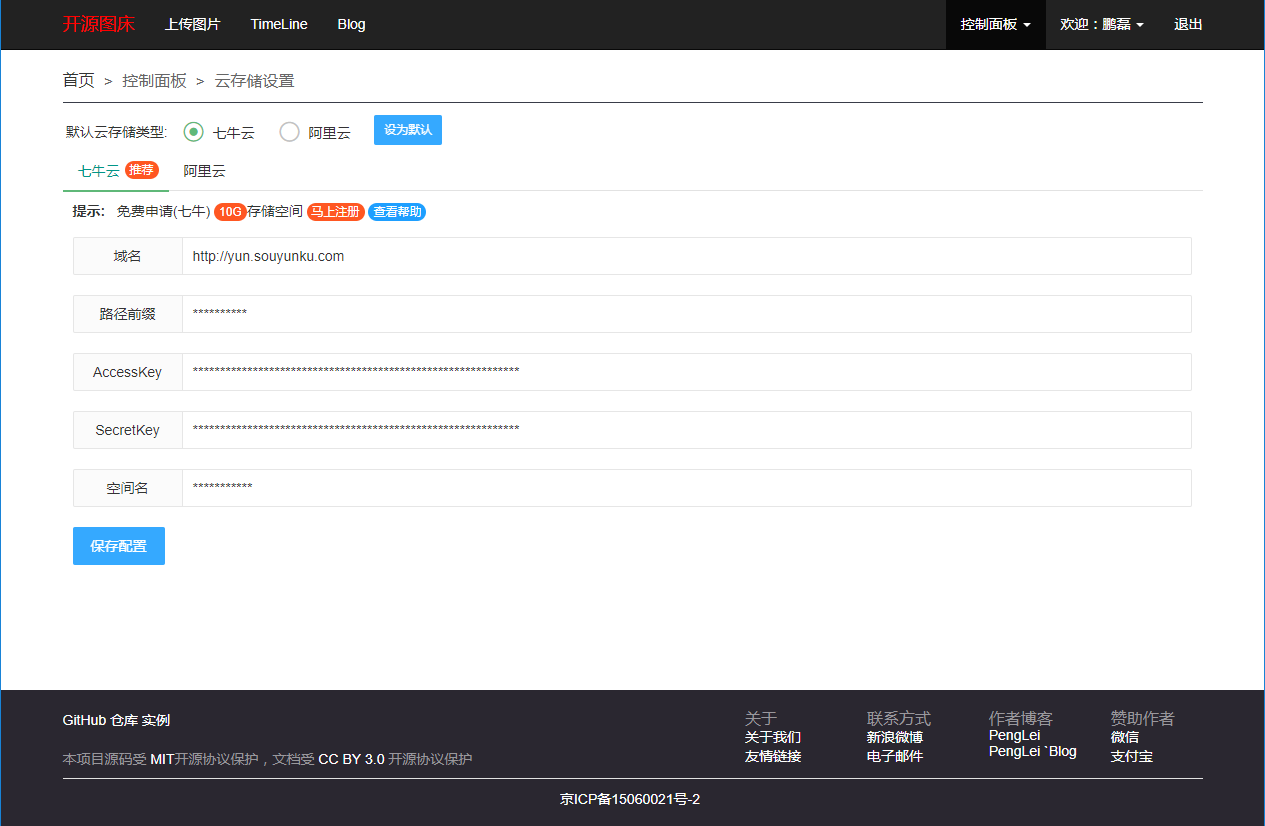 开源图床 上传图片 TimeLine Blog 控制面板 欢迎：鹏磊 退出
首页 > 控制面板 > 云存储设置
默认云存储类型: 七牛云 阿里云 设为默认
七牛云 推荐 阿里云
提示: 免费申请(七牛) 10G存储空间 马上注册 查看帮助
域名 http://yun.souyunku.com
路径前缀 **********
AccessKey ************************************************************
SecretKey ************************************************************
空间名 ***********
保存配置
GitHub 仓库 实例
本项目源码受 MIT开源协议保护，文档受 CC BY 3.0 开源协议保护
关于
关于我们
友情链接
联系方式
新浪微博
电子邮件
作者博客
PengLei
PengLei `Blog
赞助作者
微信
支付宝
京ICP备15060021号-2